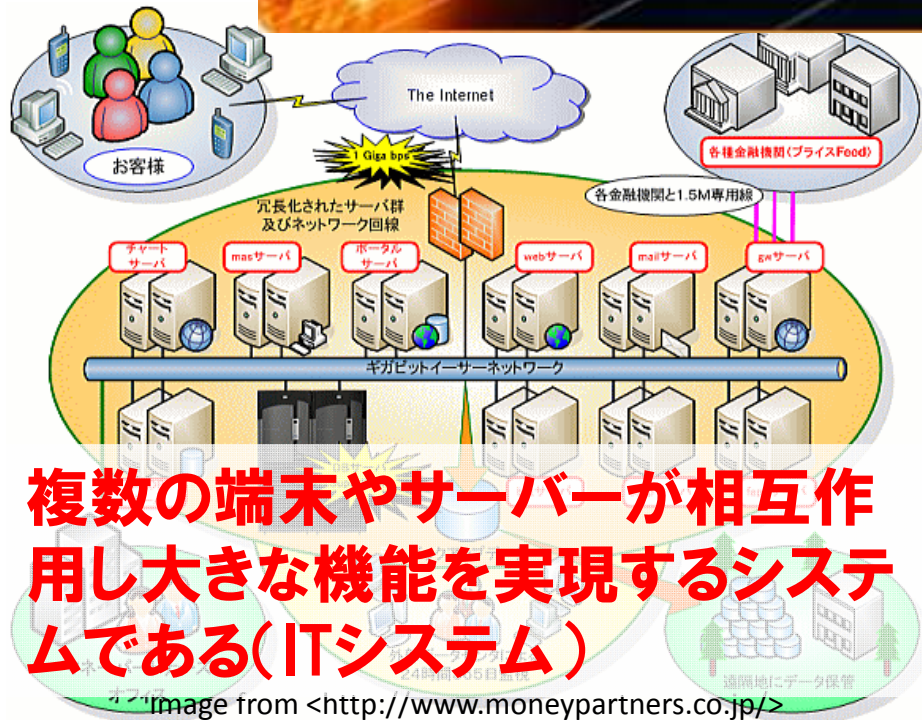 The Internet
お客様
1 Giga bps
各種金融機関〈プライスFeed〉
各金融機関と1.5M専用線
冗長化されたサーバ群
及びネットワーク回線
チャート
サーバ
masサーバ
ポータル
サーバ
webサーバ
mailサーバ
gwサーバ
ギガビットイーサーネットワーク
複数の端末やサーバーが相互作
用し大きな機能を実現するシステ
ムである(ITシステム)
24時間365日監視
遠隔地にデータ保管
オフィス
Image from <http://www.moneypartners.co.jp/>